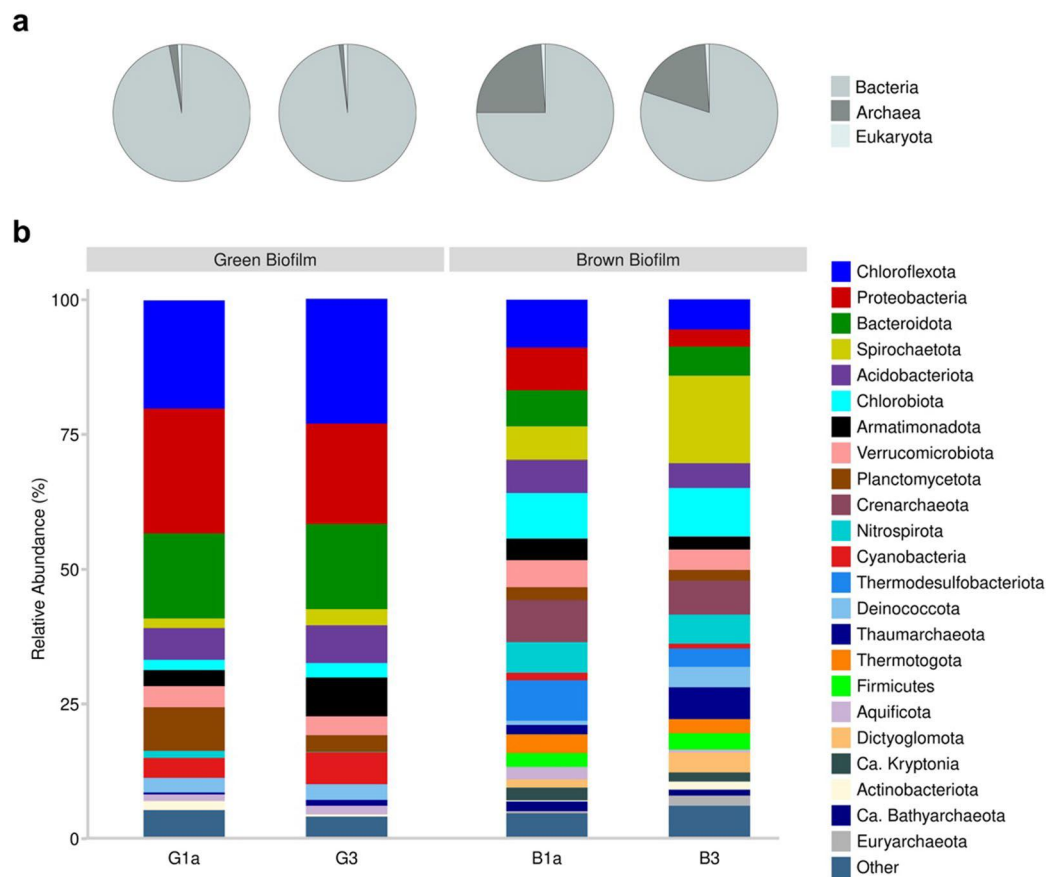 a
Bacteria
Archaea
Eukaryota
b
Green Biofilm
Brown Biofilm
Relative Abundance (%)
100
75
50
25
0
G1a
G3
B1a
B3
Chloroflexota
Proteobacteria
Bacteroidota
Spirochaetota
Acidobacteriota
Chlorobiota
Armatimonadota
Verrucomicrobiota
Planctomycetota
Crenarchaeota
Nitrospirota
Cyanobacteria
Thermodesulfobacteriota
Deinococcota
Thaumarchaeota
Thermotogota
Firmicutes
Aquificota
Dictyoglomota
Ca. Kryptonia
Actinobacteriota
Ca. Bathyarchaeota
Euryarchaeota
Other